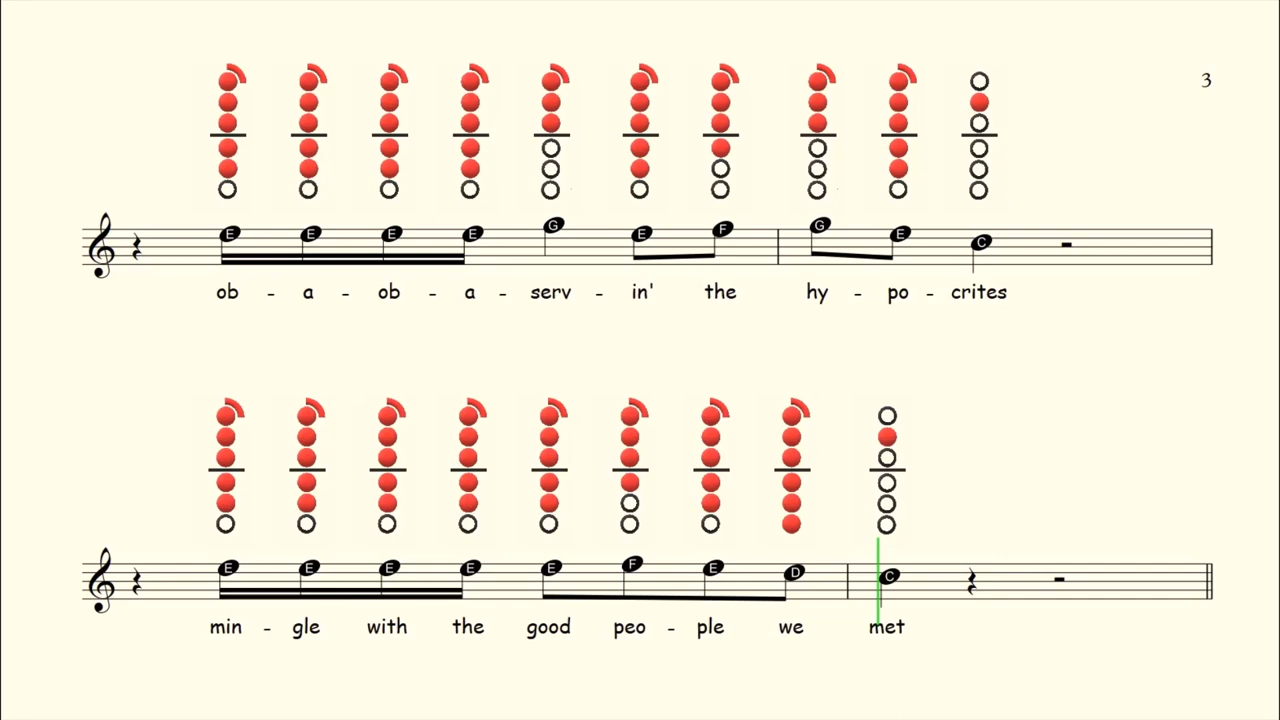 3
E E E E G E F G E C
ob - a - ob - a - serv - in' the hy - po - crites
E E E E E F E D C
min - gle with the good peo - ple we met